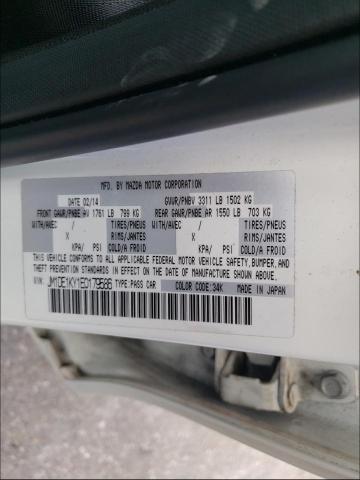 MFD. BY MAZDA MOTOR CORPORATION
DATE 02/14 GVWR/PNBV 3311 LB 1502 KG
FRONT GAWR/PNBE AV 1761 LB 799 KG REAR GAWR/PNBE AR 1550 LB 703 KG
WITH/AVEC / TIRES/PNEUS WITH/AVEC / TIRES/PNEUS
X RIMS/JANTES X RIMS/JANTES
KPA/ PSI COLD/A FROID KPA/ PSI COLD/A FROID
THIS VEHICLE CONFORMS TO ALL APPLICABLE FEDERAL MOTOR VEHICLE SAFETY, BUMPER, AND
THEFT PREVENTION STANDARDS IN EFFECT ON THE DATE OF MANUFACTURE SHOWN ABOVE.
VIN: JM1DE1KY1E0179586 TYPE: PASS CAR COLOR CODE: 34K MADE IN JAPAN